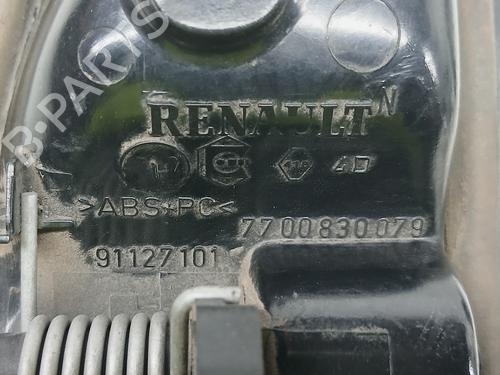 B-PARTS
RENAULT N
4D
>ABS+PC<
7700830079
91127101